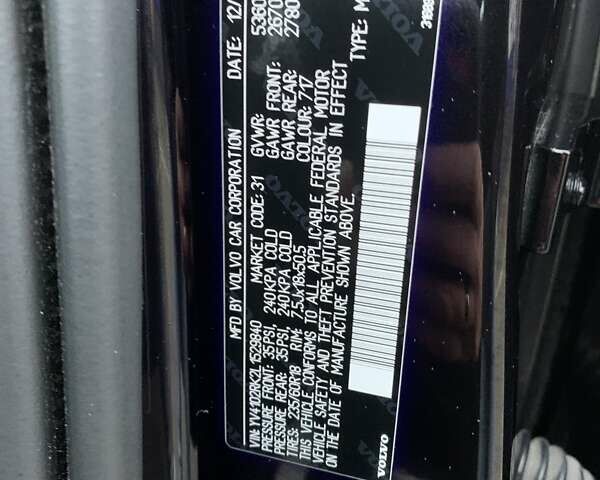 MFD BY VOLVO CAR CORPORATION DATE: 12/
VIN: YV4102RK2L1529840 MARKET CODE: 31 GVWR: 5360
PRESSURE FRONT: 35PSI, 240KPA COLD GAWR FRONT: 2670
PRESSURE REAR: 35PSI, 240KPA COLD GAWR REAR: 2780
TIRES: 235/60R18 RIM: 7.5JX18X50.5 COLOUR: 717
THIS VEHICLE CONFORMS TO ALL APPLICABLE FEDERAL MOTOR
VEHICLE SAFETY AND THEFT PREVENTION STANDARDS IN EFFECT
ON THE DATE OF MANUFACTURE SHOWN ABOVE. TYPE: M
VOLVO